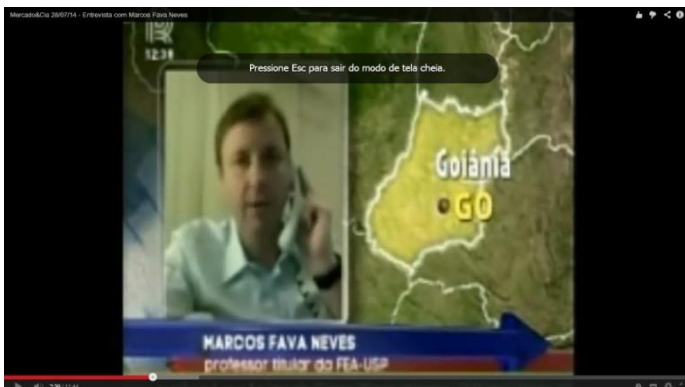 Mercado&Cia 28/07/14 - Entrevista com Marcos Fava Neves
12:31
Pressione Esc para sair do modo de tela cheia.
Goiânia
GO
MARCOS FAVA NEVES
professor titular da FEA-USP